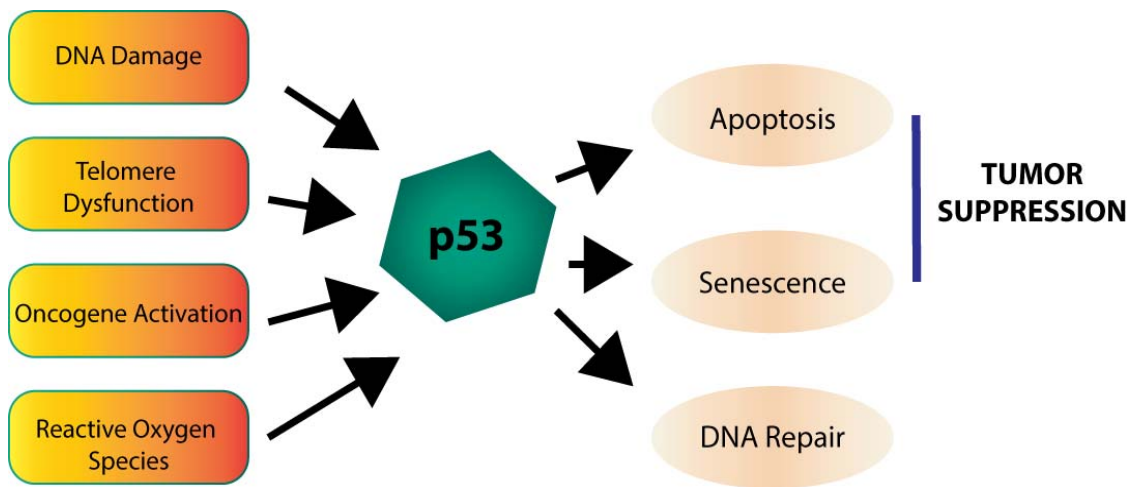 DNA Damage
Telomere
Dysfunction
Oncogene Activation
Reactive Oxygen
Species
p53
Apoptosis
Senescence
DNA Repair
TUMOR
SUPPRESSION